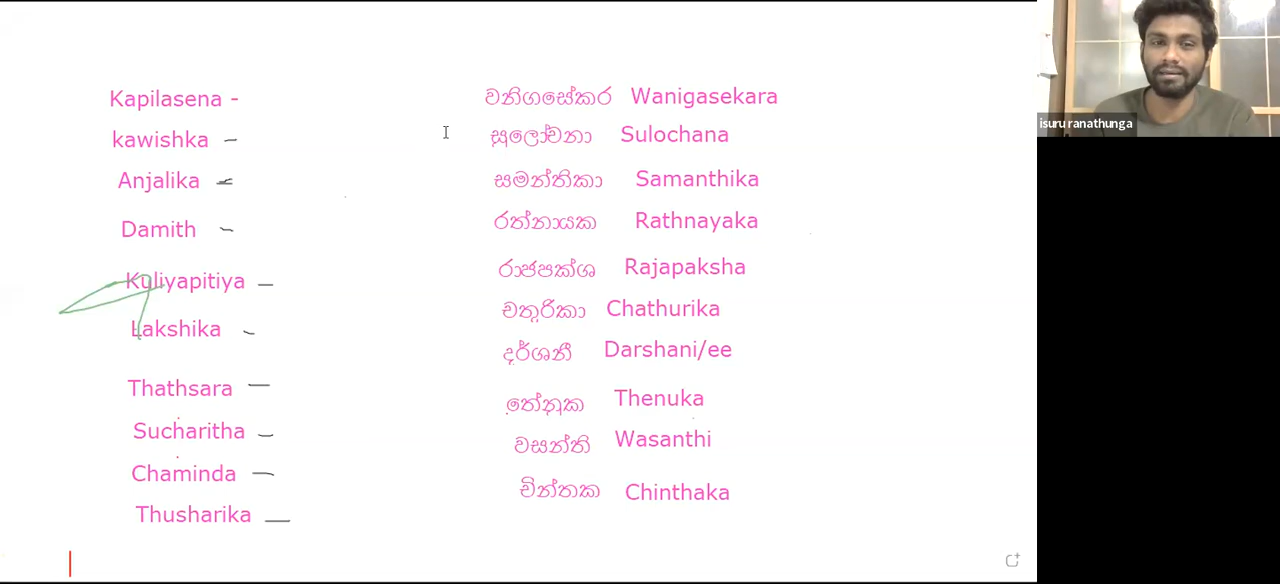 Kapilasena -
kawishka -
Anjalika -
Damith -
Kuliyapitiya -
Lakshika -
Thathsara -
Sucharitha -
Chaminda -
Thusharika -
වනිගසේකර Wanigasekara
සුලෝචනා Sulochana
සමන්තිකා Samanthika
රත්නායක Rathnayaka
රාජපක්ශ Rajapaksha
චතුරිකා Chathurika
දර්ශනී Darshani/ee
තේනුක Thenuka
වසන්ති Wasanthi
චින්තක Chinthaka
isuru ranathunga